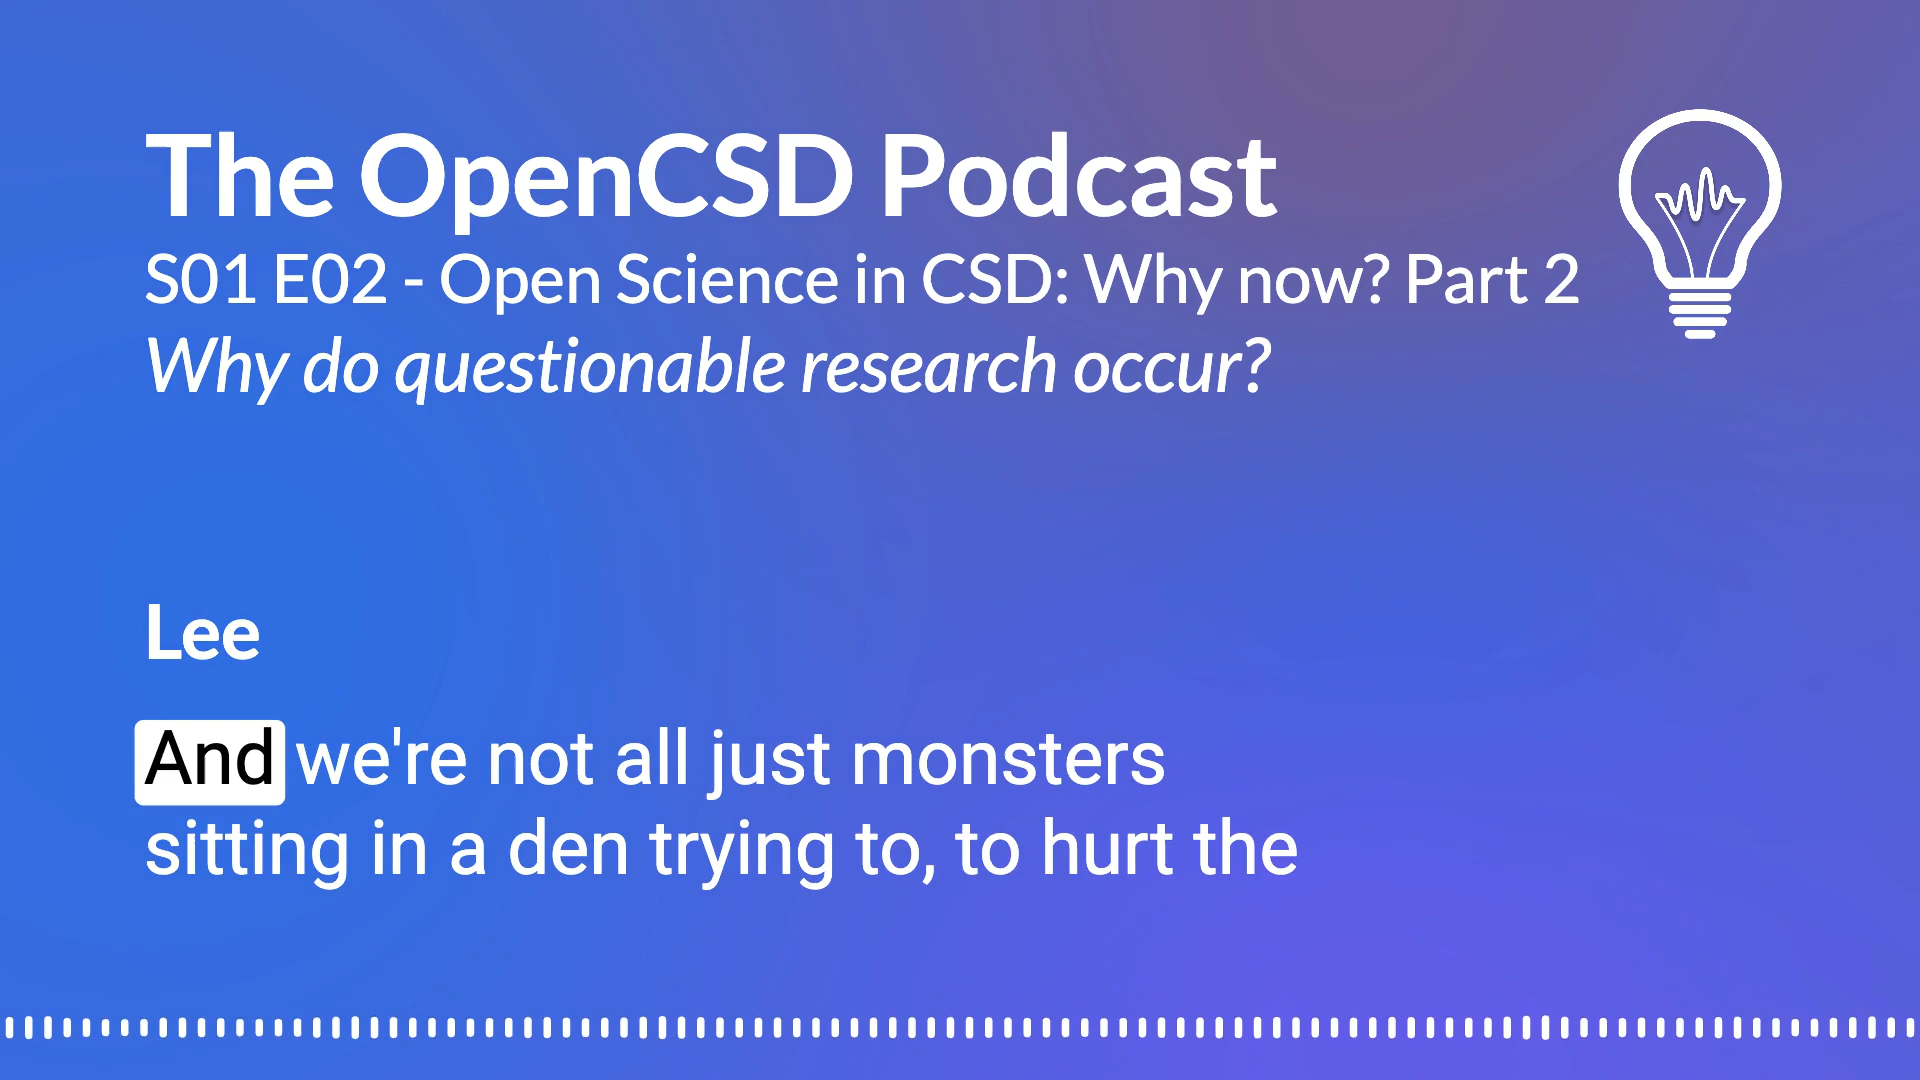 The OpenCSD Podcast
S01 E02 - Open Science in CSD: Why now? Part 2
Why do questionable research occur?
Lee
And we're not all just monsters
sitting in a den trying to, to hurt the